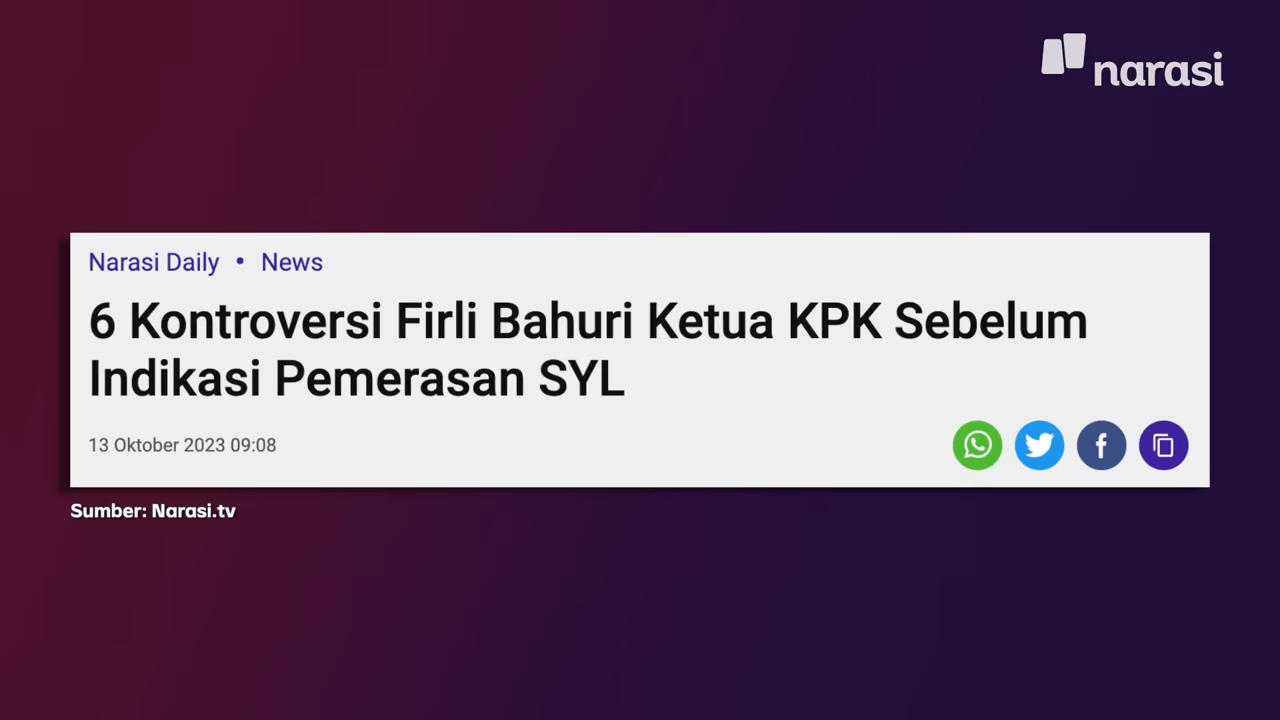 narasi
Narasi Daily • News
6 Kontroversi Firli Bahuri Ketua KPK Sebelum
Indikasi Pemerasan SYL
13 Oktober 2023 09:08
Sumber: Narasi.tv